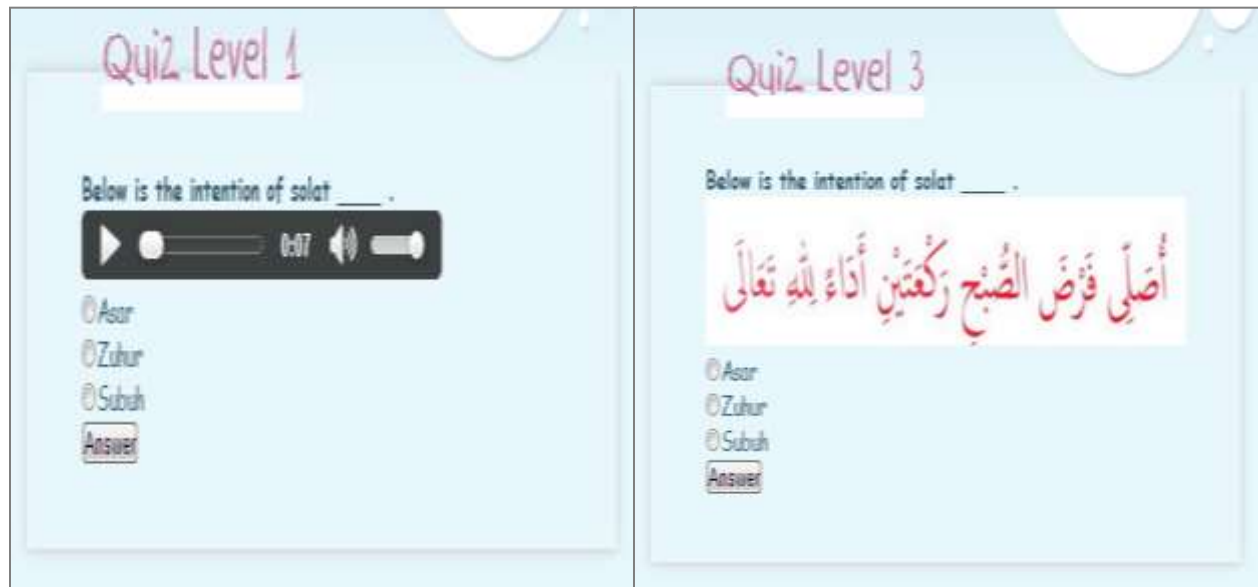 Quiz Level 1
Below is the intention of solat ____ .
0:07
Asar
Zuhur
Subuh
Answer
Quiz Level 3
Below is the intention of solat ____ .
أُصَلِّى فَرْضَ الصُّبْحِ رَكْعَتَيْنِ أَدَاءً لِلَّهِ تَعَالَى
Asar
Zuhur
Subuh
Answer